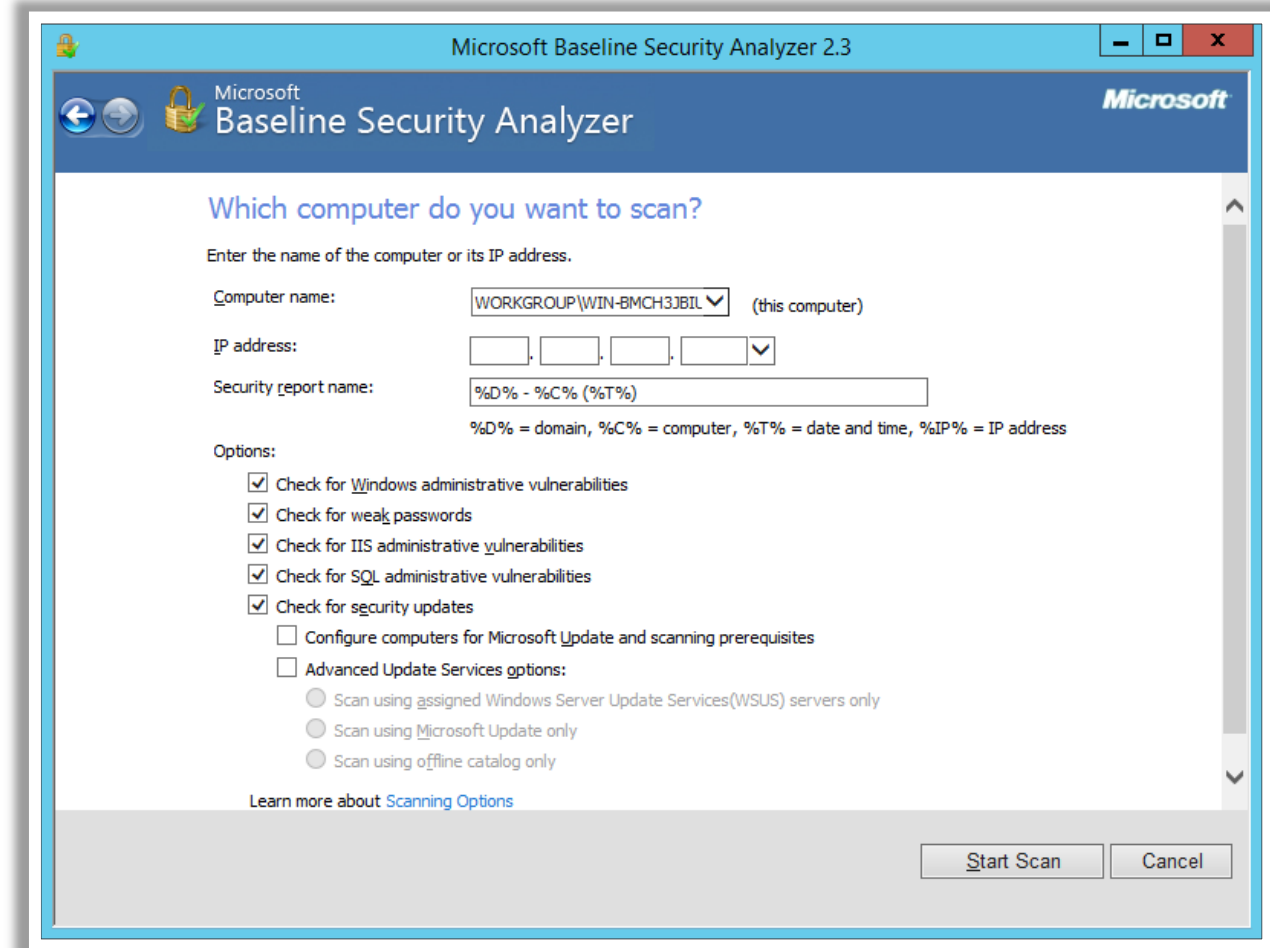 Microsoft Baseline Security Analyzer 2.3
Microsoft
Baseline Security Analyzer
Microsoft
Which computer do you want to scan?
Enter the name of the computer or its IP address.
Computer name: WORKGROUP\WIN-BMCH3JBIU (this computer)
IP address: . . .
Security report name: %D% - %C% (%T%)
%D% = domain, %C% = computer, %T% = date and time, %IP% = IP address
Options:
Check for Windows administrative vulnerabilities
Check for weak passwords
Check for IIS administrative vulnerabilities
Check for SQL administrative vulnerabilities
Check for security updates
Configure computers for Microsoft Update and scanning prerequisites
Advanced Update Services options:
Scan using assigned Windows Server Update Services(WSUS) servers only
Scan using Microsoft Update only
Scan using offline catalog only
Learn more about Scanning Options
Start Scan Cancel